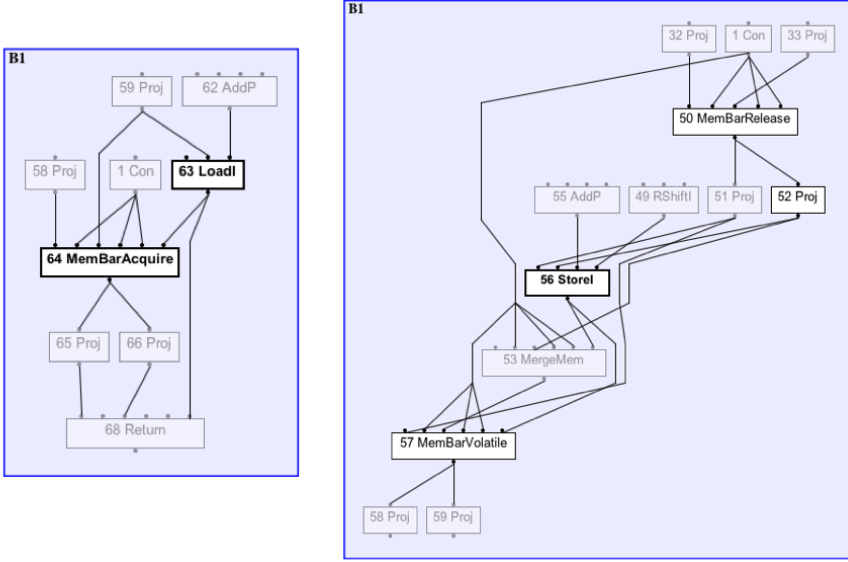 B1
59 Proj
62 AddP
58 Proj
1 Con
63 LoadI
64 MemBarAcquire
65 Proj
66 Proj
68 Return
B1
32 Proj
1 Con
33 Proj
50 MemBarRelease
55 AddP
49 RShiftI
51 Proj
52 Proj
56 StoreI
53 MergeMem
57 MemBarVolatile
58 Proj
59 Proj